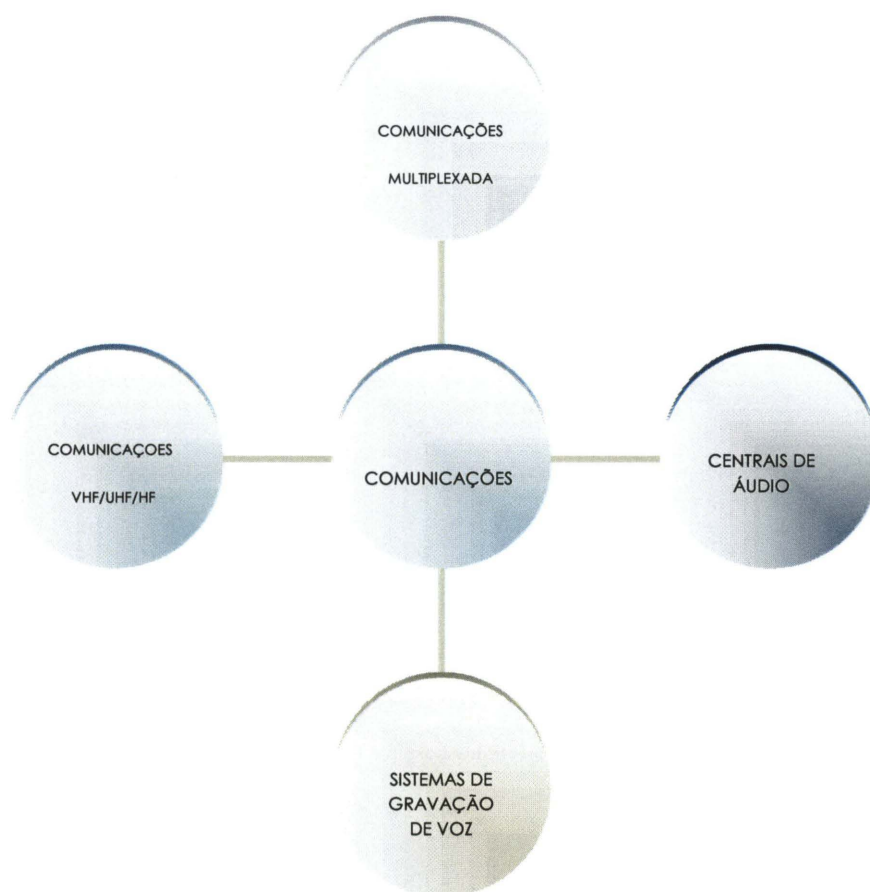 COMUNICAÇÕES
MULTIPLEXADA
COMUNICAÇOES
VHF/UHF/HF
COMUNICAÇÕES
CENTRAIS DE
ÁUDIO
SISTEMAS DE
GRAVAÇÃO
DE VOZ